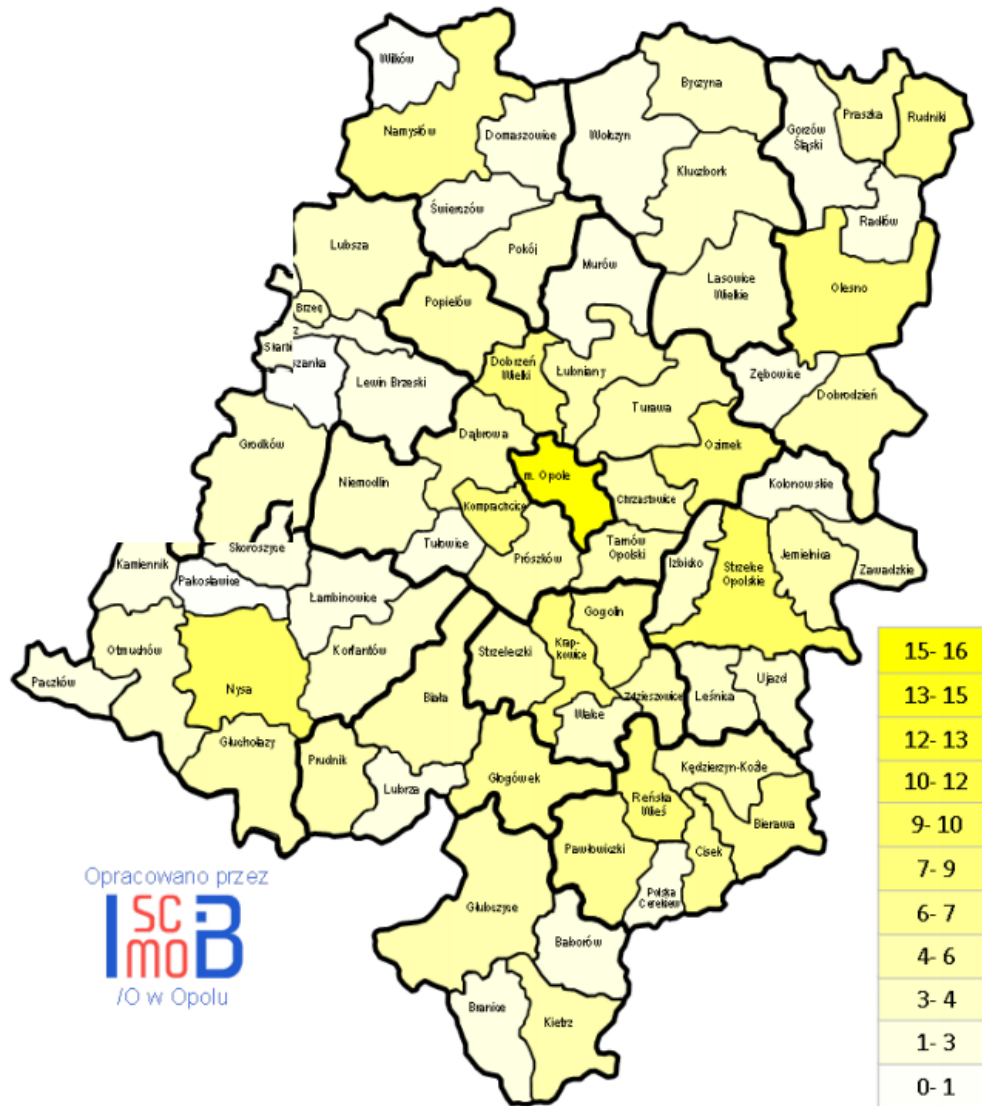 Wilków
Namysłów
Domaszowice
Wołczyn
Byczyna
Kluczbork
Gorzów
Śląski
Praszka
Rudniki
Radłów
Świerczów
Pokój
Murów
Lasowice
Wielkie
Olesno
Lubsza
Brzeg
Popielów
Skarbi
szanka
Lewin Brzeski
Dobrzeń
Wielki
Łubniany
Turawa
Zębowice
Dobrodzień
Grodków
Dąbrowa
Ozimek
Niemodlin
m. Opole
Komprachcice
Chrząstowice
Kolonowskie
Tułowice
Prószków
Tarnów
Opolski
Izbicko
Strzelce
Opolskie
Jemielnica
Zawadzkie
Kamiennik
Skoroszyce
Pakosławice
Łambinowice
Otmuchów
Korfantów
Paczków
Nysa
Głuchołazy
Biała
Prudnik
Lubrza
Strzeleczki
Krap-
kowice
Gogolin
Zdzieszowice
Walce
Leśnica
Ujazd
Głogówek
Reńska
Wieś
Kędzierzyn-Koźle
Bierawa
Cisek
Pawłowiczki
Polska
Cerekiew
Głubczyce
Baborów
Branice
Kietrz
15- 16
13- 15
12- 13
10- 12
9- 10
7- 9
6- 7
4- 6
3- 4
1- 3
0- 1
Opracowano przez
ISCMOB
/O w Opolu